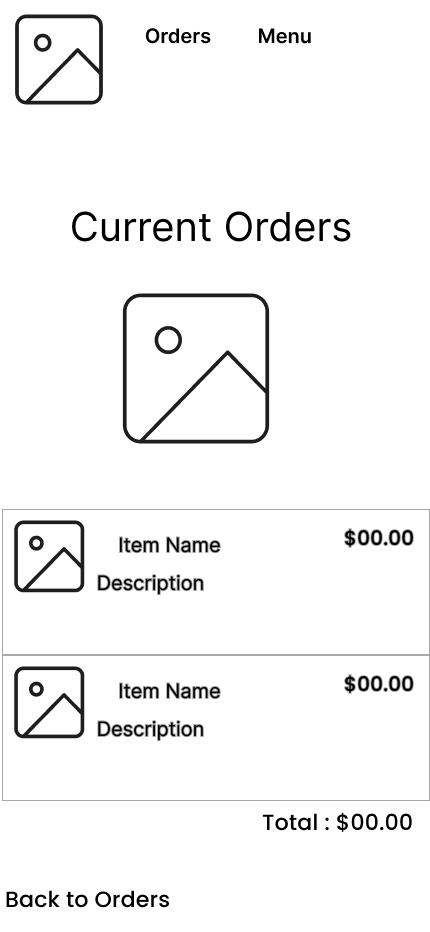 Orders Menu
Current Orders
Item Name $00.00
Description
Item Name $00.00
Description
Total : $00.00
Back to Orders